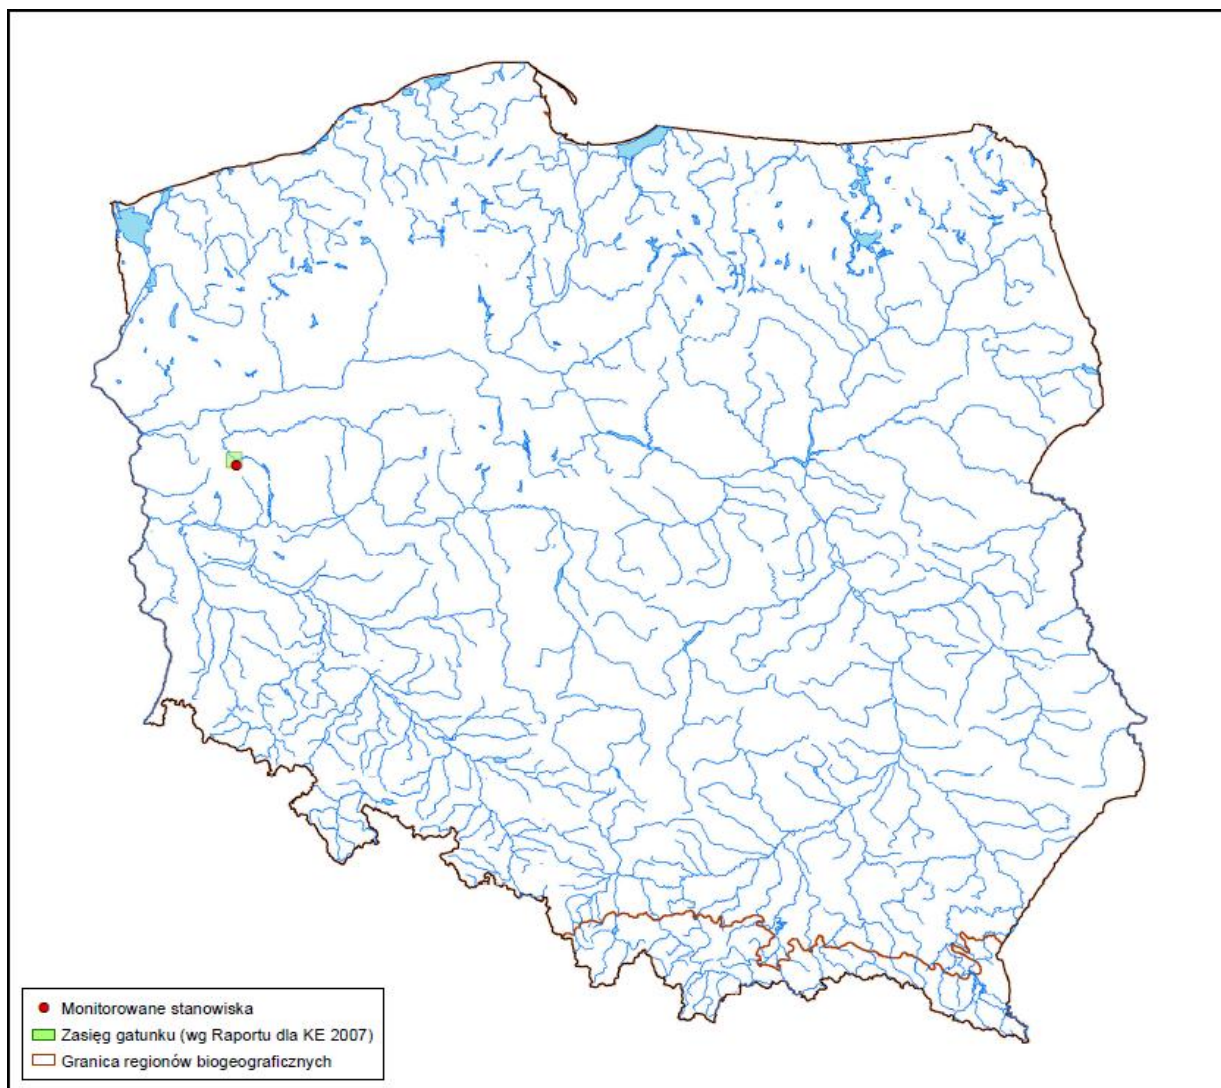 Monitorowane stanowiska
Zasięg gatunku (wg Raportu dla KE 2007)
Granica regionów biogeograficznych